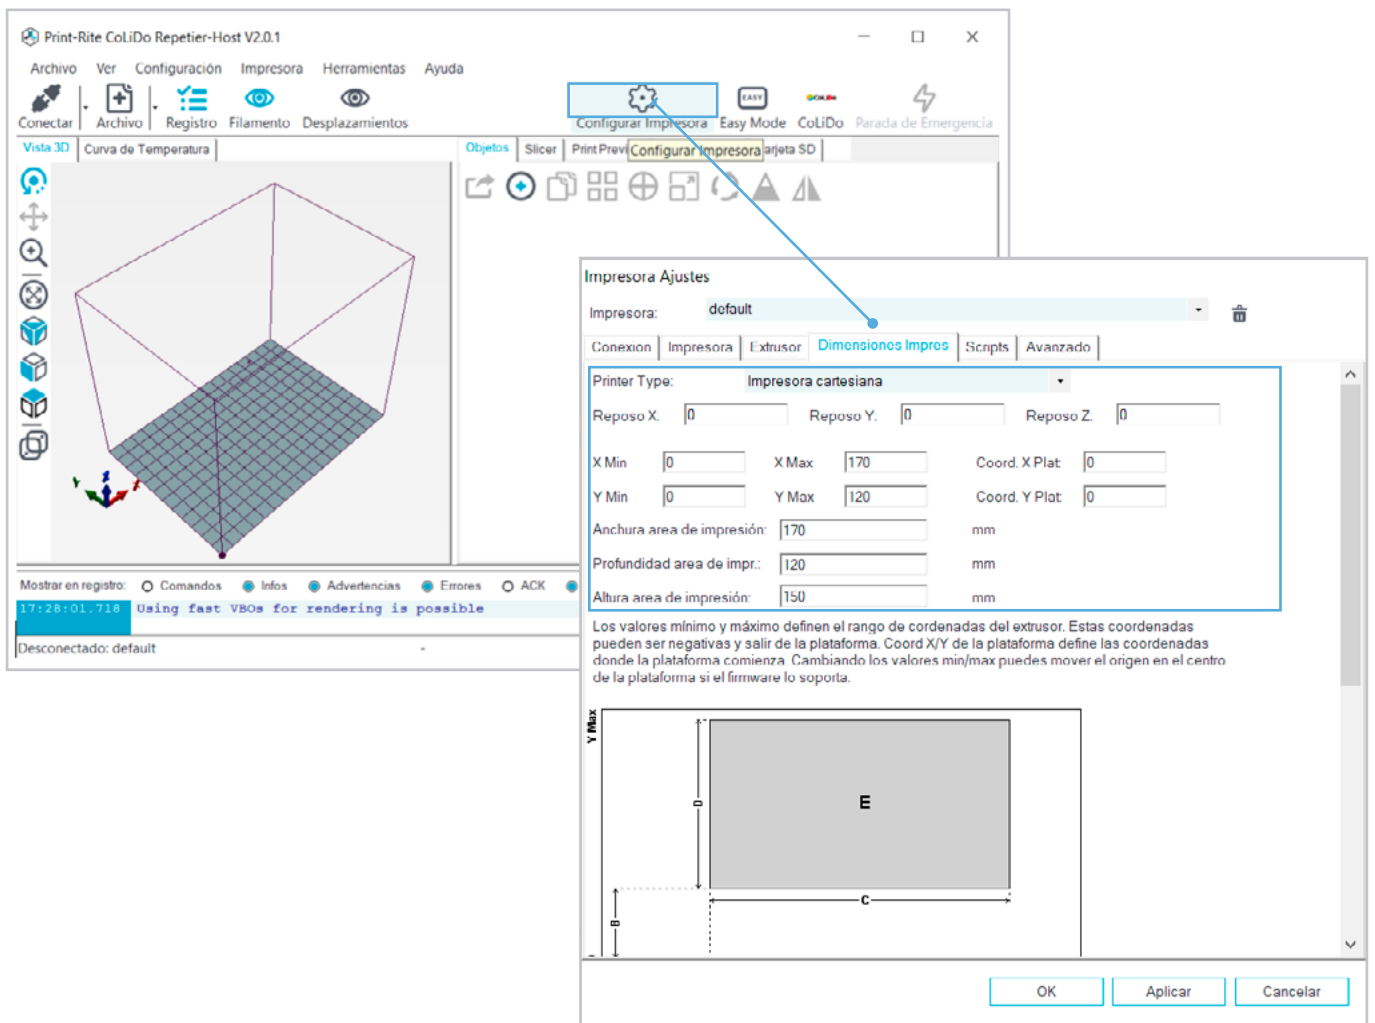 Print-Rite CoLiDo Repetier-Host V2.0.1
Archivo Ver Configuración Impresora Herramientas Ayuda
EASY CoLiDo
Conectar Archivo Registro Filamento Desplazamientos Configurar Impresora Easy Mode CoLiDo Parada de Emergencia
Vista 3D Curva de Temperatura Objetos Slicer Print Previ Configurar Impresora arjeta SD
Y Z X
Mostrar en registro: Comandos Infos Advertencias Errores ACK
17:28:01.718 Using fast VBOs for rendering is possible
Desconectado: default -
Impresora Ajustes
Impresora: default
Conexion Impresora Extrusor Dimensiones Impres Scripts Avanzado
Printer Type: Impresora cartesiana
Reposo X. 0 Reposo Y. 0 Reposo Z. 0
X Min 0 X Max 170 Coord. X Plat: 0
Y Min 0 Y Max 120 Coord. Y Plat: 0
Anchura area de impresión: 170 mm
Profundidad area de impr.: 120 mm
Altura area de impresión: 150 mm
Los valores mínimo y máximo definen el rango de cordenadas del extrusor. Estas coordenadas
pueden ser negativas y salir de la plataforma. Coord X/Y de la plataforma define las coordenadas
donde la plataforma comienza. Cambiando los valores min/max puedes mover el origen en el centro
de la plataforma si el firmware lo soporta.
Y Max
D
E
C
B
OK Aplicar Cancelar